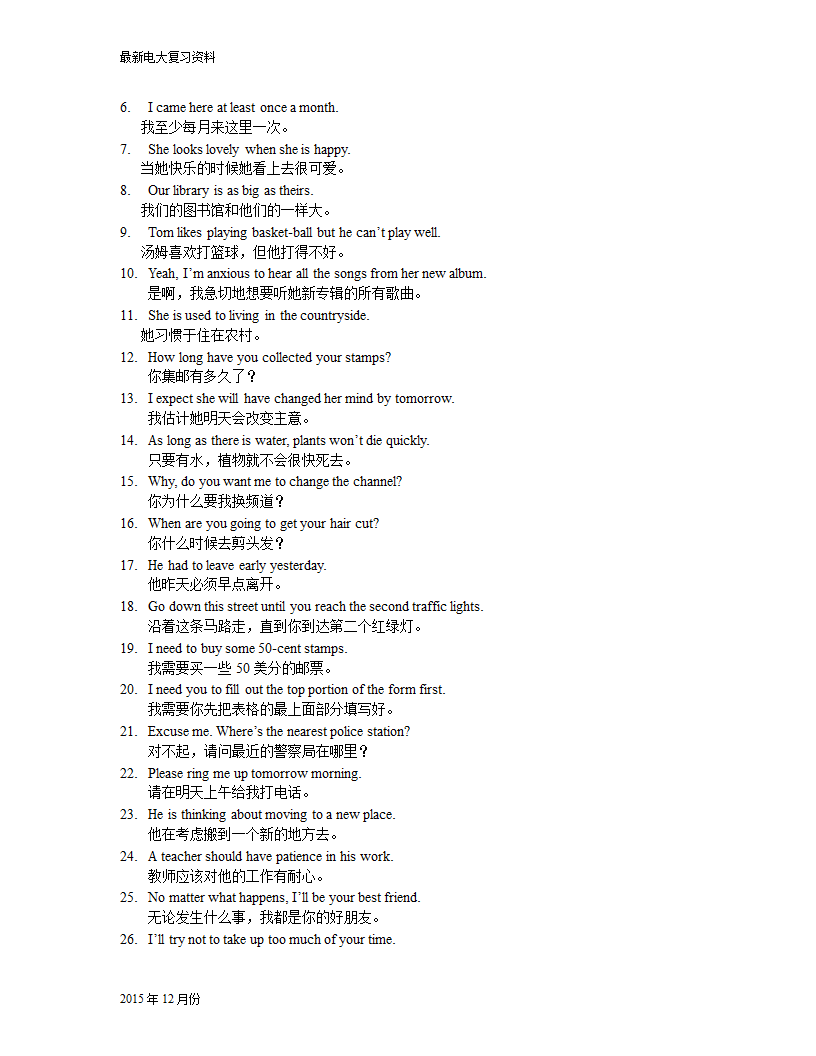 最新电大复习资料
6. I came here at least once a month.
我至少每月来这里一次。
7. She looks lovely when she is happy.
当她快乐的时候她看上去很可爱。
8. Our library is as big as theirs.
我们的图书馆和他们的一样大。
9. Tom likes playing basket-ball but he can't play well.
汤姆喜欢打篮球，但他打得不好。
10. Yeah, I'm anxious to hear all the songs from her new album.
是啊，我急切地想要听她新专辑的所有歌曲。
11. She is used to living in the countryside.
她习惯于住在农村。
12. How long have you collected your stamps?
你集邮有多久了？
13. I expect she will have changed her mind by tomorrow.
我估计她明天会改变主意。
14. As long as there is water, plants won't die quickly.
只要有水，植物就不会很快死去。
15. Why, do you want me to change the channel?
你为什么要我换频道？
16. When are you going to get your hair cut?
你什么时候去剪头发？
17. He had to leave early yesterday.
他昨天必须早点离开。
18. Go down this street until you reach the second traffic lights.
沿着这条马路走，直到你到达第二个红绿灯。
19. I need to buy some 50-cent stamps.
我需要买一些 50 美分的邮票。
20. I need you to fill out the top portion of the form first.
我需要你先把表格的最上面部分填写好。
21. Excuse me. Where's the nearest police station?
对不起，请问最近的警察局在哪里？
22. Please ring me up tomorrow morning.
请在明天上午给我打电话。
23. He is thinking about moving to a new place.
他在考虑搬到一个新的地方去。
24. A teacher should have patience in his work.
教师应该对他的工作有耐心。
25. No matter what happens, I'll be your best friend.
无论发生什么事，我都是你的好朋友。
26. I'll try not to take up too much of your time.
2015 年 12 月份